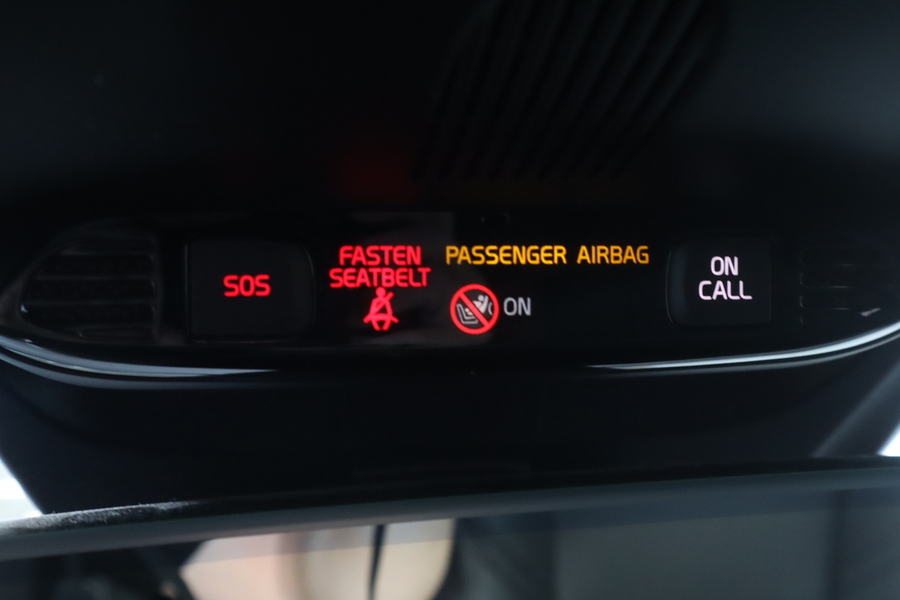 SOS
FASTEN
SEATBELT
PASSENGER AIRBAG
ON
ON
CALL